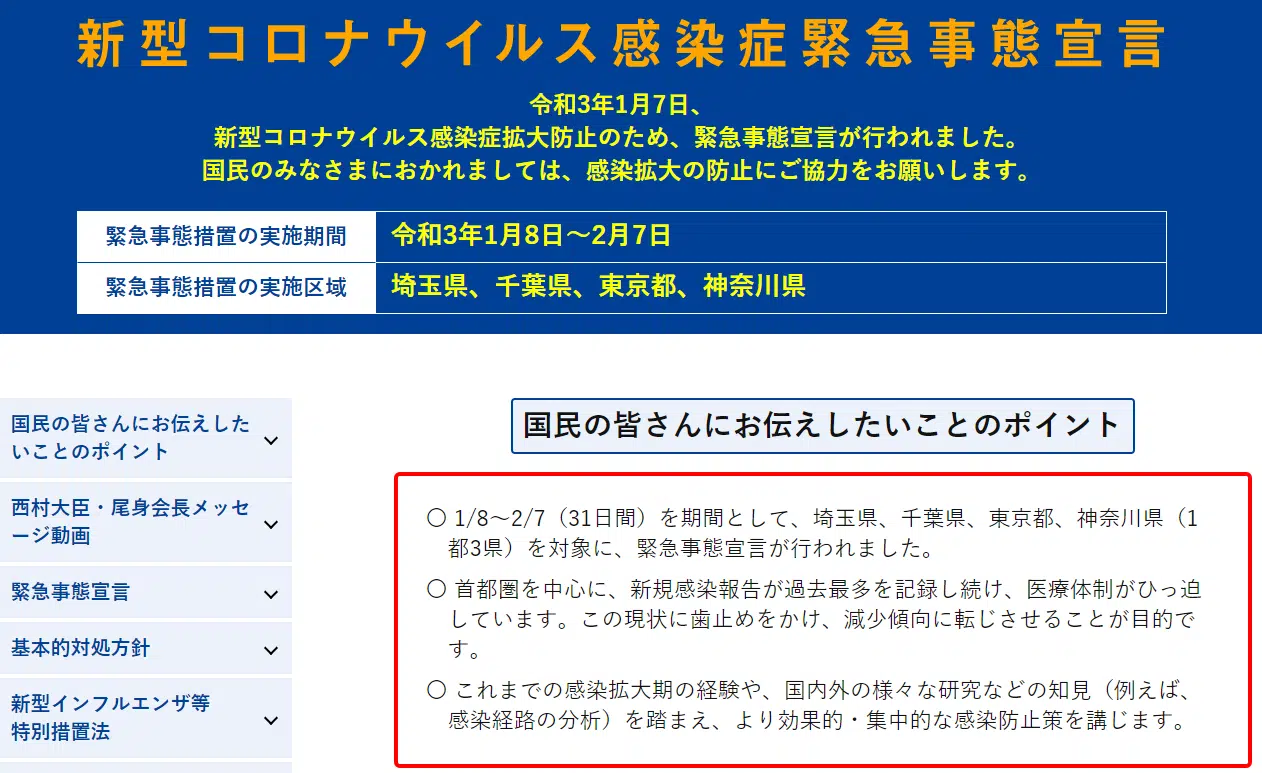 新型コロナウイルス感染症緊急事態宣言
令和3年1月7日、
新型コロナウイルス感染症拡大防止のため、緊急事態宣言が行われました。
国民のみなさまにおかれましては、感染拡大の防止にご協力をお願いします。
緊急事態措置の実施期間 令和3年1月8日～2月7日
緊急事態措置の実施区域 埼玉県、千葉県、東京都、神奈川県
国民の皆さんにお伝えした
いことのポイント
西村大臣・尾身会長メッセ
ージ動画
緊急事態宣言
基本的対処方針
新型インフルエンザ等
特別措置法
国民の皆さんにお伝えしたいことのポイント
〇 1/8～2/7（31日間）を期間として、埼玉県、千葉県、東京都、神奈川県（1
都3県）を対象に、緊急事態宣言が行われました。
〇 首都圏を中心に、新規感染報告が過去最多を記録し続け、医療体制がひっ迫
しています。この現状に歯止めをかけ、減少傾向に転じさせることが目的で
す。
〇 これまでの感染拡大期の経験や、国内外の様々な研究などの知見（例えば、
感染経路の分析）を踏まえ、より効果的・集中的な感染防止策を講じます。